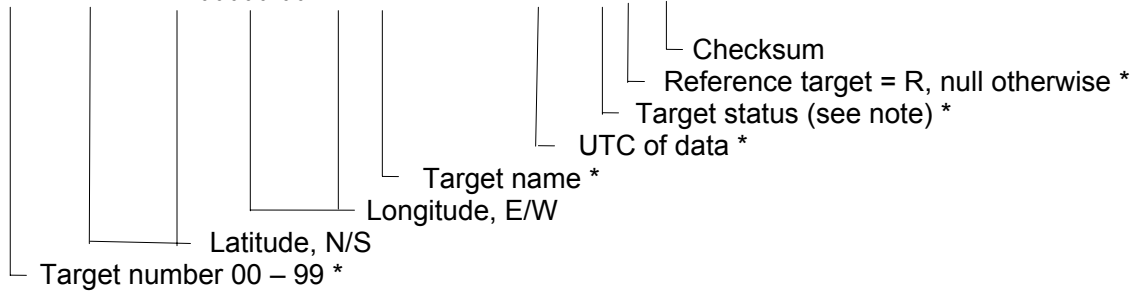 Checksum
Reference target = R, null otherwise *
Target status (see note) *
UTC of data *
Target name *
Longitude, E/W
Latitude, N/S
Target number 00 – 99 *